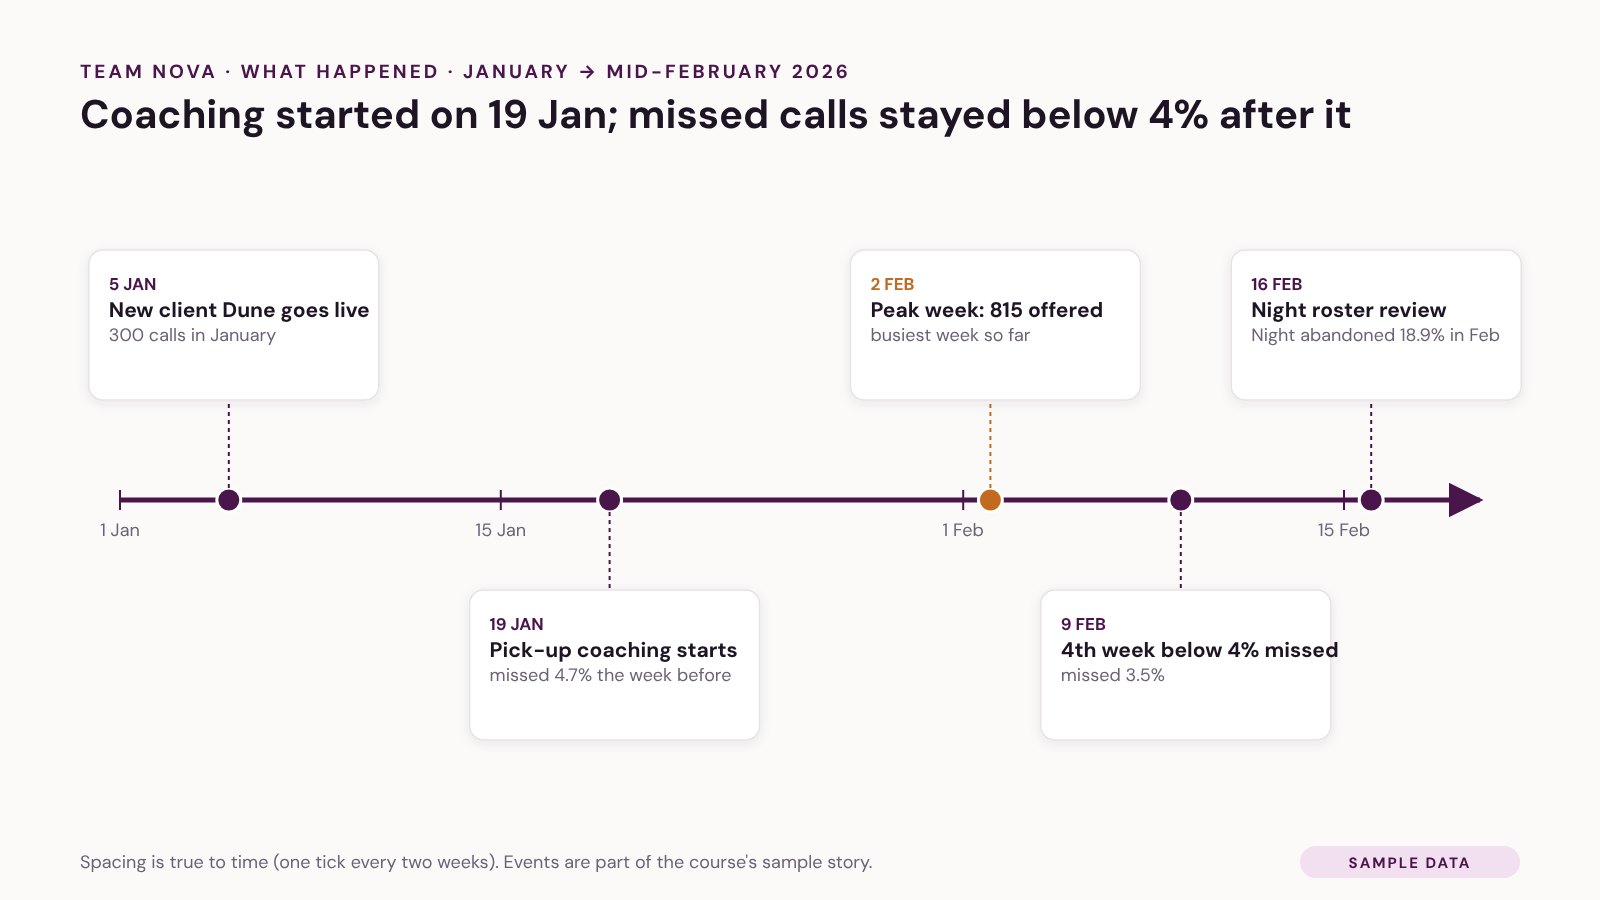 TEAM NOVA · WHAT HAPPENED · JANUARY → MID-FEBRUARY 2026
Coaching started on 19 Jan; missed calls stayed below 4% after it
5 JAN
New client Dune goes live
300 calls in January
2 FEB
Peak week: 815 offered
busiest week so far
16 FEB
Night roster review
Night abandoned 18.9% in Feb
1 Jan
15 Jan
1 Feb
15 Feb
19 JAN
Pick-up coaching starts
missed 4.7% the week before
9 FEB
4th week below 4% missed
missed 3.5%
Spacing is true to time (one tick every two weeks). Events are part of the course's sample story.
SAMPLE DATA